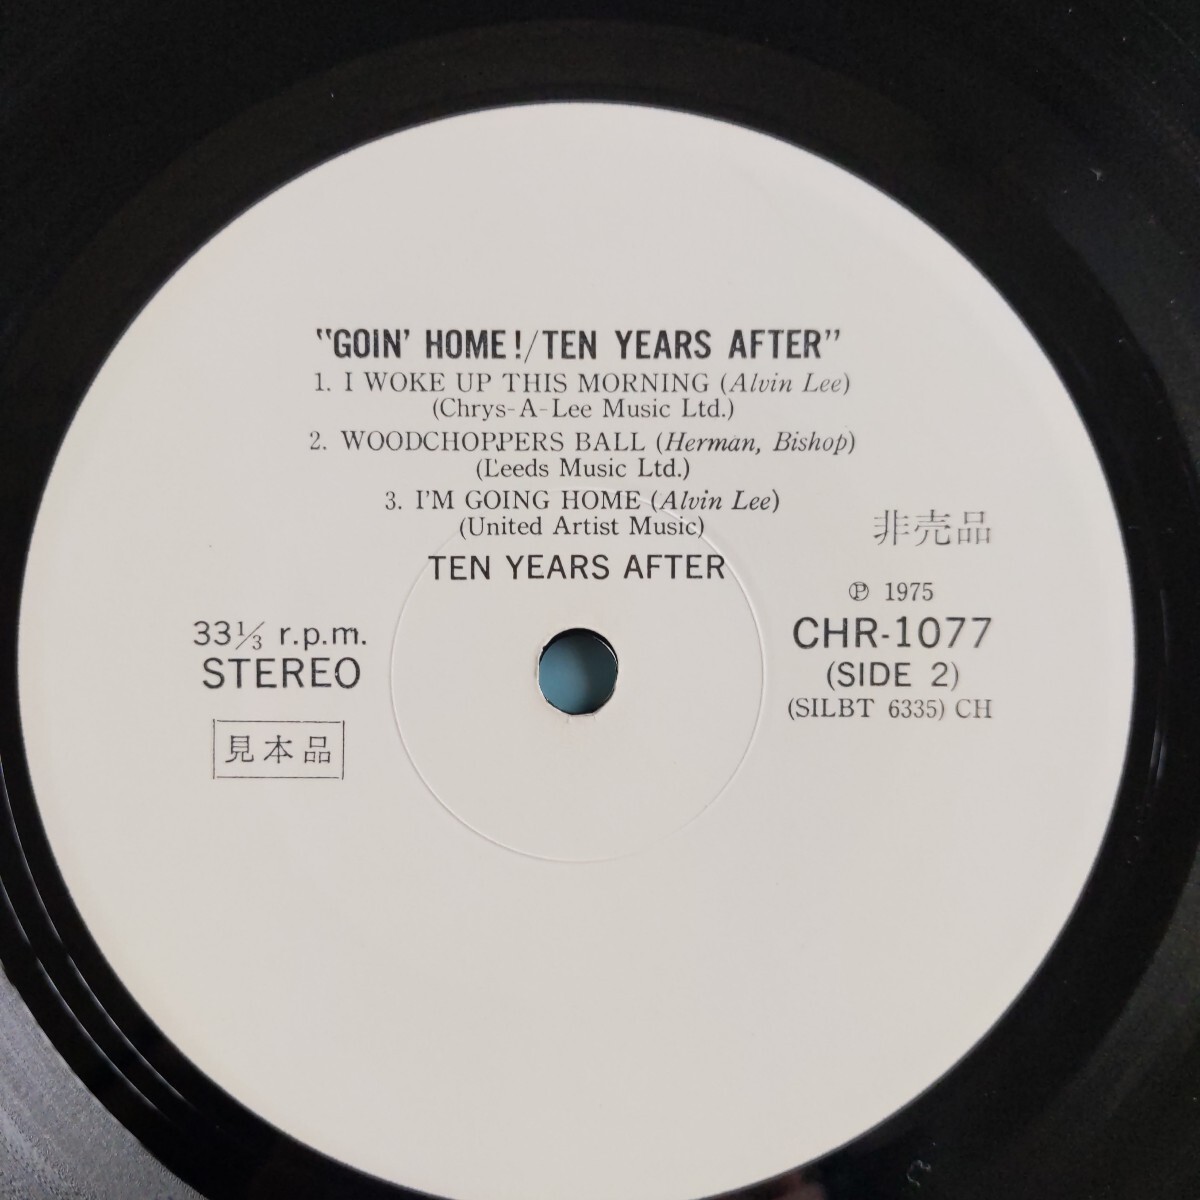 "GOIN' HOME!/TEN YEARS AFTER"
1. I WOKE UP THIS MORNING (Alvin Lee)
(Chrys-A-Lee Music Ltd.)
2. WOODCHOPPERS BALL (Herman, Bishop)
(Leeds Music Ltd.)
3. I'M GOING HOME (Alvin Lee)
(United Artist Music)
TEN YEARS AFTER
非売品
Ⓟ 1975
33⅓ r.p.m.
STEREO
CHR-1077
(SIDE 2)
(SILBT 6335) CH
見本品